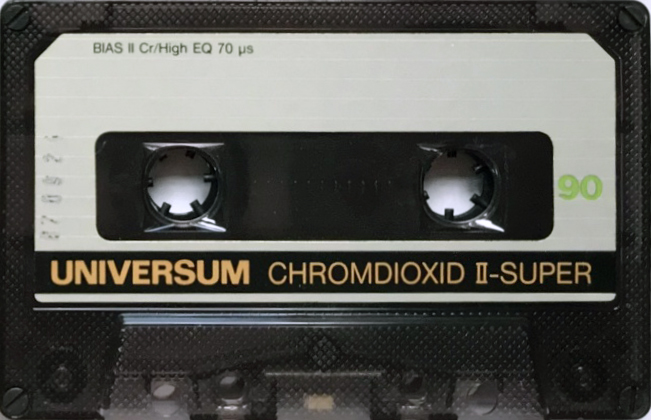 BIAS II Cr/High EQ 70 µs
90
UNIVERSUM CHROMDIOXID II-SUPER